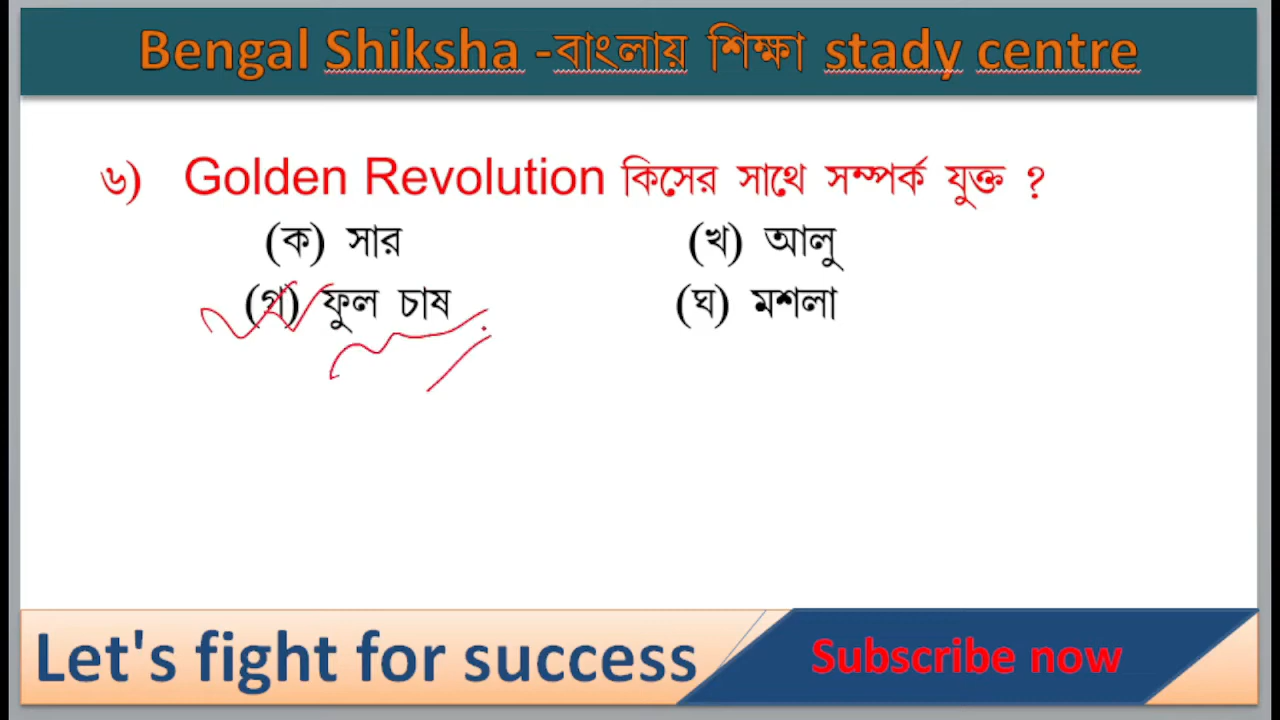 Bengal Shiksha -বাংলায় শিক্ষা stady centre
৬) Golden Revolution কিসের সাথে সম্পর্ক যুক্ত ?
(ক) সার (খ) আলু
(গ) ফুল চাষ (ঘ) মশলা
Let's fight for success Subscribe now